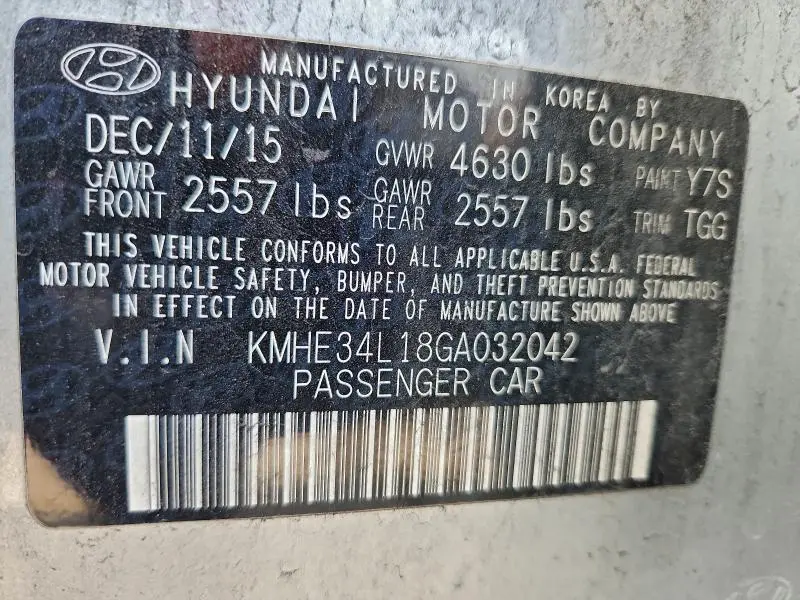 MANUFACTURED IN KOREA BY
HYUNDAI MOTOR COMPANY
DEC/11/15 GVWR 4630 lbs PAINT Y7S
GAWR FRONT 2557 lbs GAWR REAR 2557 lbs TRIM TGG
THIS VEHICLE CONFORMS TO ALL APPLICABLE U.S.A. FEDERAL
MOTOR VEHICLE SAFETY, BUMPER, AND THEFT PREVENTION STANDARDS
IN EFFECT ON THE DATE OF MANUFACTURE SHOWN ABOVE
V.I.N KMHE34L18GA032042
PASSENGER CAR